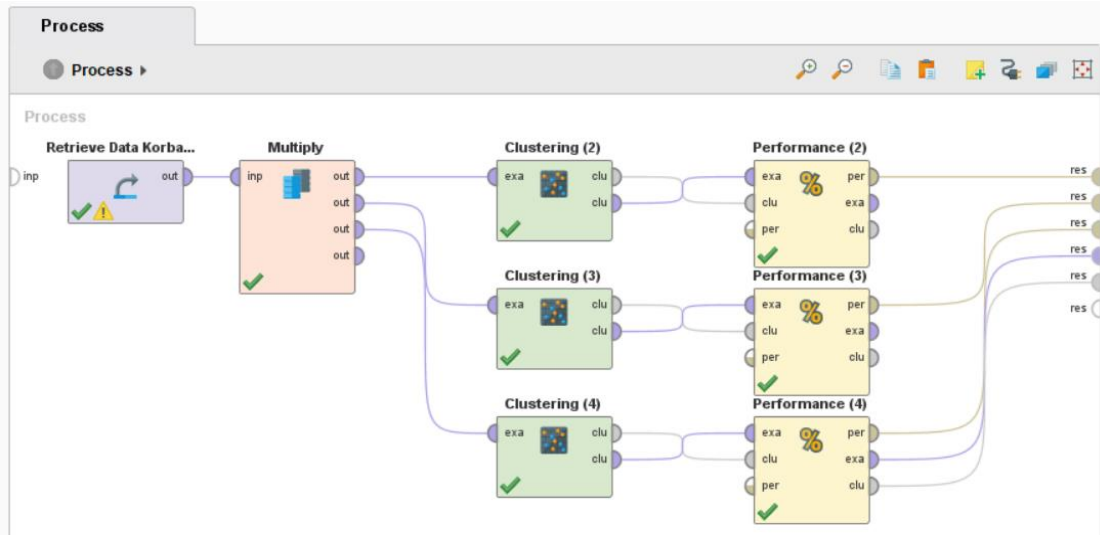 Process
Process
Process
Retrieve Data Korba...
Multiply
Clustering (2)
Performance (2)
inp
out
inp
out
out
out
out
exa
clu
clu
exa
clu
per
per
exa
clu
res
res
res
res
res
res
Clustering (3)
Performance (3)
exa
clu
clu
exa
clu
per
per
exa
clu
Clustering (4)
Performance (4)
exa
clu
clu
exa
clu
per
per
exa
clu